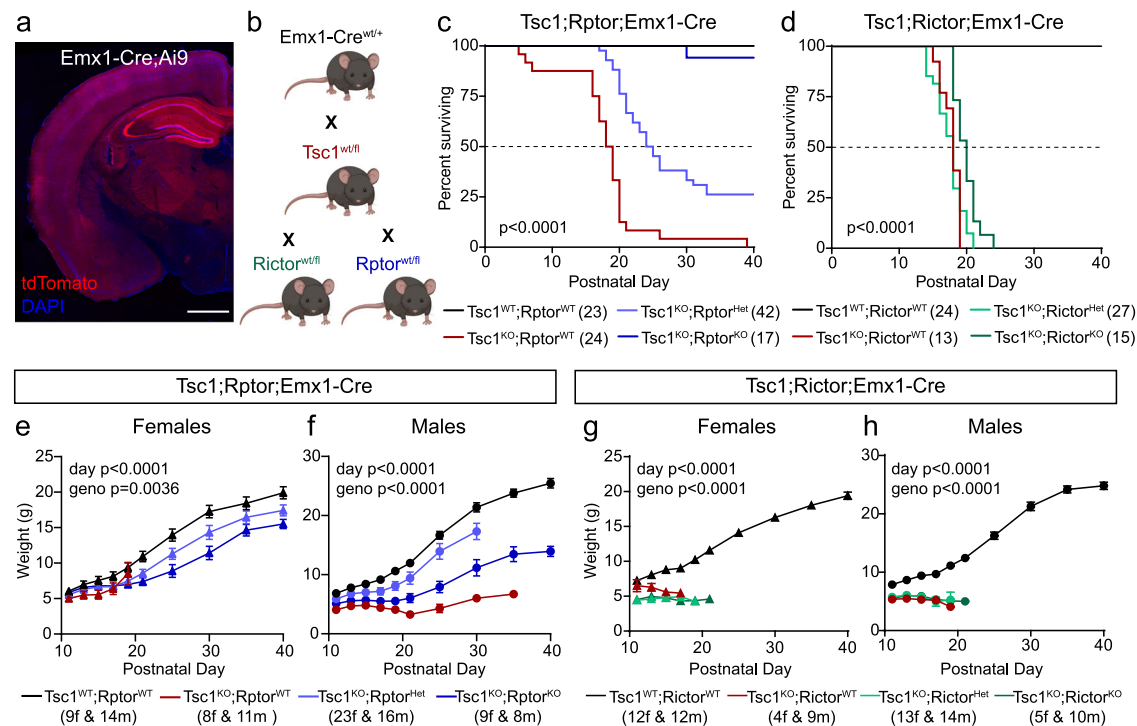 a
Emx1-Cre;Ai9
tdTomato
DAPI
b
Emx1-Cre^wt/+
X
Tsc1^wt/fl
X X
Rictor^wt/fl Rptor^wt/fl
c
Tsc1;Rptor;Emx1-Cre
Percent surviving
100
75
50
25
0
p<0.0001
0 10 20 30 40
Postnatal Day
Tsc1^WT;Rptor^WT (23) Tsc1^KO;Rptor^Het (42)
Tsc1^KO;Rptor^WT (24) Tsc1^KO;Rptor^KO (17)
d
Tsc1;Rictor;Emx1-Cre
Percent surviving
100
75
50
25
0
p<0.0001
0 10 20 30 40
Postnatal Day
Tsc1^WT;Rictor^WT (24) Tsc1^KO;Rictor^Het (27)
Tsc1^KO;Rictor^WT (13) Tsc1^KO;Rictor^KO (15)
Tsc1;Rptor;Emx1-Cre
e
Females
day p<0.0001
geno p=0.0036
Weight (g)
25
20
15
10
5
0
10 20 30 40
Postnatal Day
f
Males
day p<0.0001
geno p<0.0001
30
20
10
0
10 20 30 40
Postnatal Day
Tsc1^WT;Rptor^WT Tsc1^KO;Rptor^WT Tsc1^KO;Rptor^Het Tsc1^KO;Rptor^KO
(9f & 14m) (8f & 11m ) (23f & 16m) (9f & 8m)
Tsc1;Rictor;Emx1-Cre
g
Females
day p<0.0001
geno p<0.0001
Weight (g)
25
20
15
10
5
0
10 20 30 40
Postnatal Day
h
Males
day p<0.0001
geno p<0.0001
30
20
10
0
10 20 30 40
Postnatal Day
Tsc1^WT;Rictor^WT Tsc1^KO;Rictor^WT Tsc1^KO;Rictor^Het Tsc1^KO;Rictor^KO
(12f & 12m) (4f & 9m) (13f & 14m) (5f & 10m)